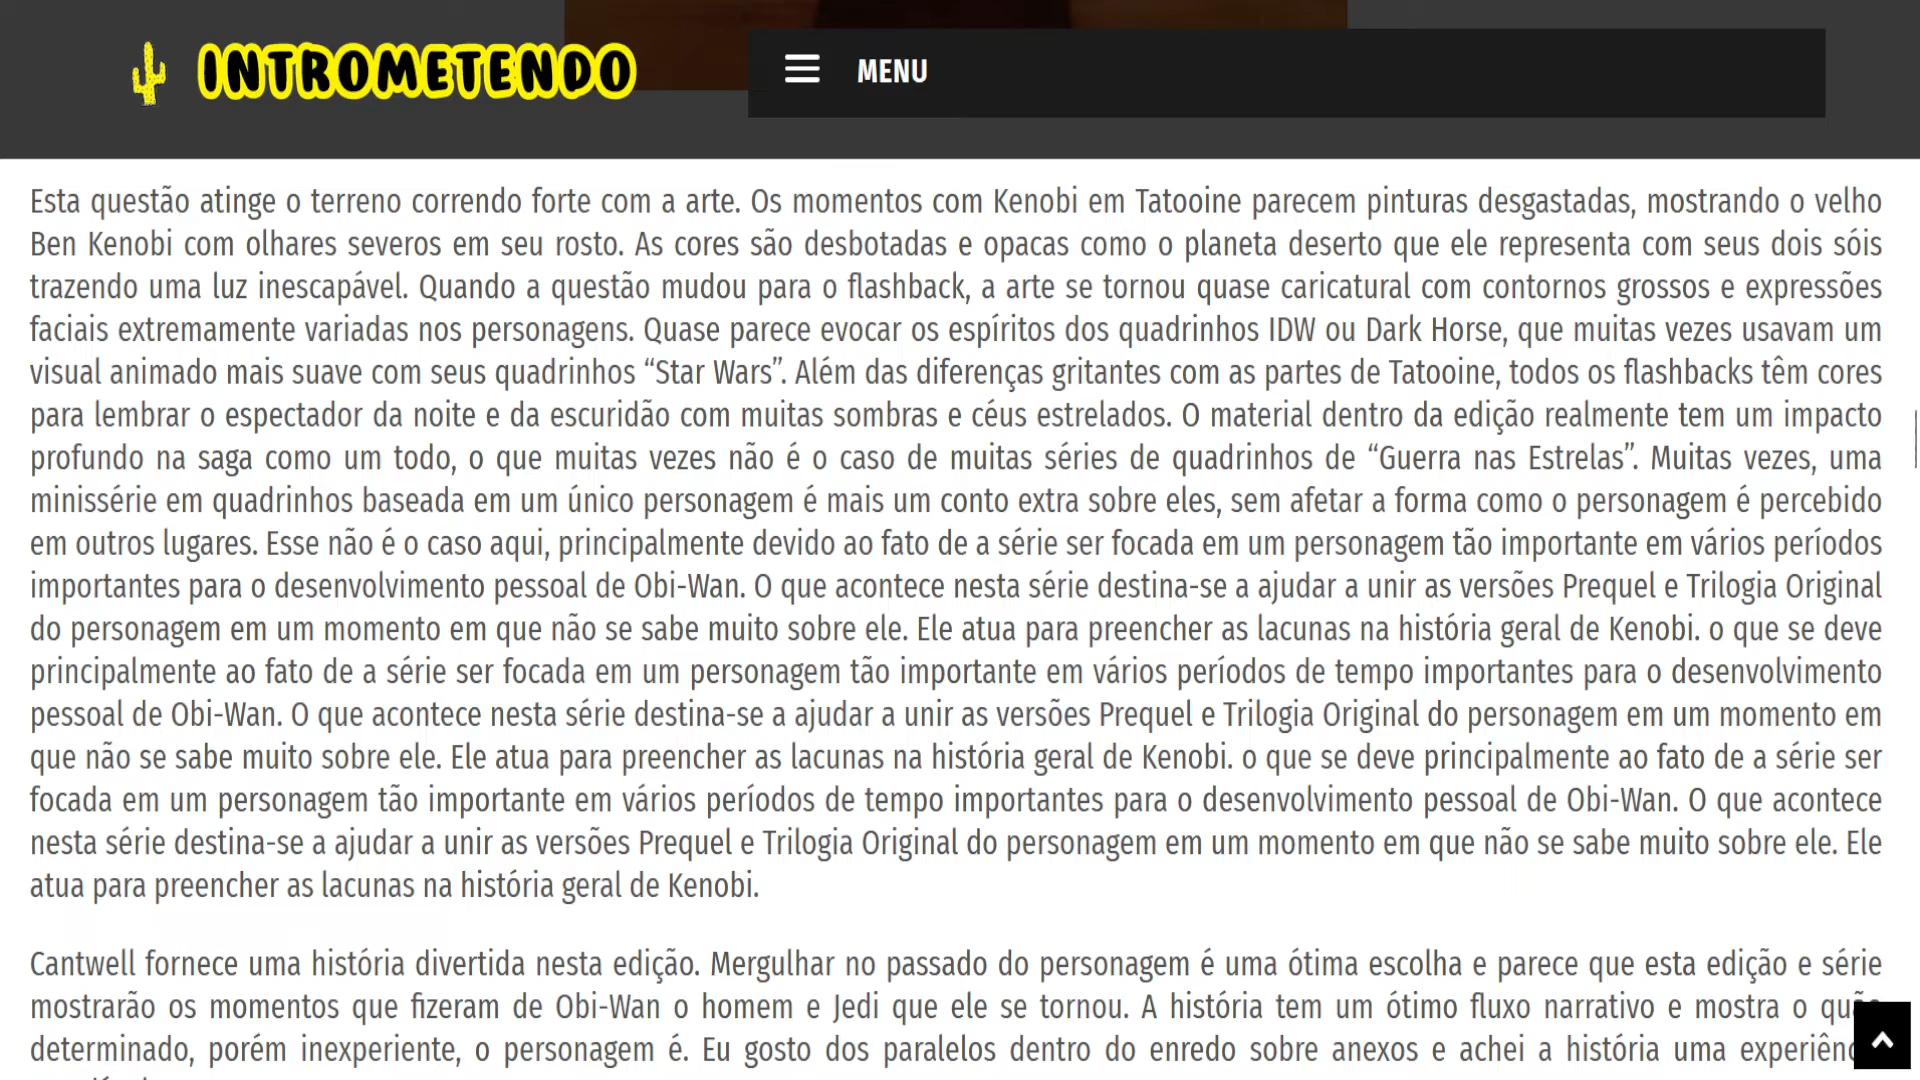 INTROMETENDO
MENU
Esta questão atinge o terreno correndo forte com a arte. Os momentos com Kenobi em Tatooine parecem pinturas desgastadas, mostrando o velho
Ben Kenobi com olhares severos em seu rosto. As cores são desbotadas e opacas como o planeta deserto que ele representa com seus dois sóis
trazendo uma luz inescapável. Quando a questão mudou para o flashback, a arte se tornou quase caricatural com contornos grossos e expressões
faciais extremamente variadas nos personagens. Quase parece evocar os espíritos dos quadrinhos IDW ou Dark Horse, que muitas vezes usavam um
visual animado mais suave com seus quadrinhos “Star Wars”. Além das diferenças gritantes com as partes de Tatooine, todos os flashbacks têm cores
para lembrar o espectador da noite e da escuridão com muitas sombras e céus estrelados. O material dentro da edição realmente tem um impacto
profundo na saga como um todo, o que muitas vezes não é o caso de muitas séries de quadrinhos de “Guerra nas Estrelas”. Muitas vezes, uma
minissérie em quadrinhos baseada em um único personagem é mais um conto extra sobre eles, sem afetar a forma como o personagem é percebido
em outros lugares. Esse não é o caso aqui, principalmente devido ao fato de a série ser focada em um personagem tão importante em vários períodos
importantes para o desenvolvimento pessoal de Obi-Wan. O que acontece nesta série destina-se a ajudar a unir as versões Prequel e Trilogia Original
do personagem em um momento em que não se sabe muito sobre ele. Ele atua para preencher as lacunas na história geral de Kenobi. o que se deve
principalmente ao fato de a série ser focada em um personagem tão importante em vários períodos de tempo importantes para o desenvolvimento
pessoal de Obi-Wan. O que acontece nesta série destina-se a ajudar a unir as versões Prequel e Trilogia Original do personagem em um momento em
que não se sabe muito sobre ele. Ele atua para preencher as lacunas na história geral de Kenobi. o que se deve principalmente ao fato de a série ser
focada em um personagem tão importante em vários períodos de tempo importantes para o desenvolvimento pessoal de Obi-Wan. O que acontece
nesta série destina-se a ajudar a unir as versões Prequel e Trilogia Original do personagem em um momento em que não se sabe muito sobre ele. Ele
atua para preencher as lacunas na história geral de Kenobi.
Cantwell fornece uma história divertida nesta edição. Mergulhar no passado do personagem é uma ótima escolha e parece que esta edição e série
mostrarão os momentos que fizeram de Obi-Wan o homem e Jedi que ele se tornou. A história tem um ótimo fluxo narrativo e mostra o quão
determinado, porém inexperiente, o personagem é. Eu gosto dos paralelos dentro do enredo sobre anexos e achei a história uma